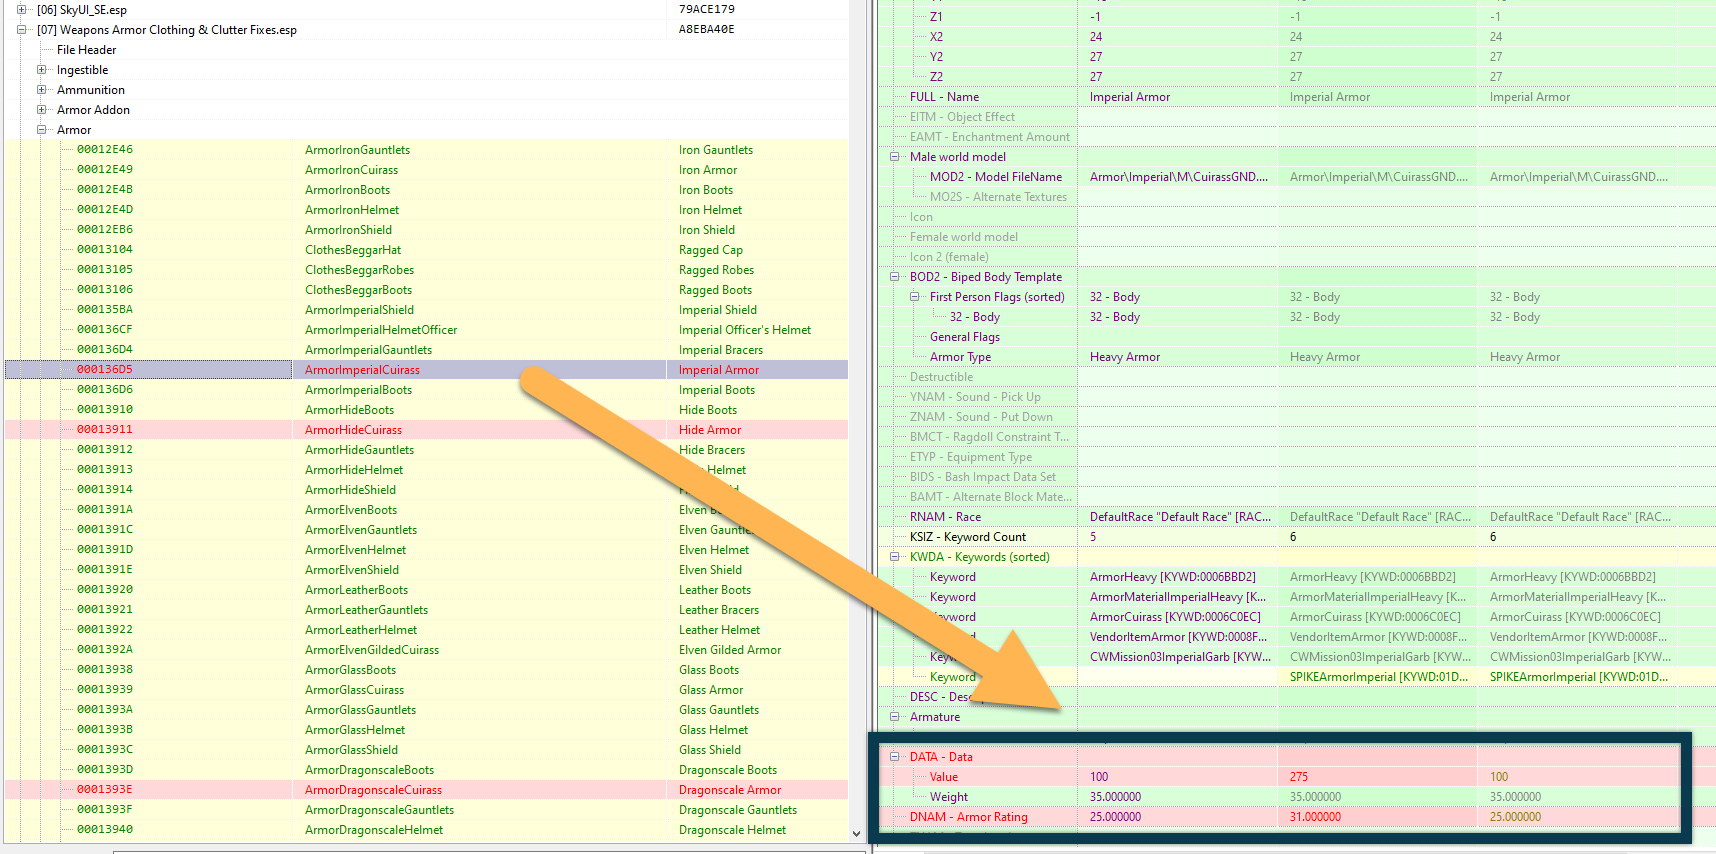 [06] SkyUI_SE.esp 79ACE179
[07] Weapons Armor Clothing & Clutter Fixes.esp A8EBA40E
File Header
Ingestible
Ammunition
Armor Addon
Armor
00012E46 ArmorIronGauntlets Iron Gauntlets
00012E49 ArmorIronCuirass Iron Armor
00012E4B ArmorIronBoots Iron Boots
00012E4D ArmorIronHelmet Iron Helmet
00012EB6 ArmorIronShield Iron Shield
00013104 ClothesBeggarHat Ragged Cap
00013105 ClothesBeggarRobes Ragged Robes
00013106 ClothesBeggarBoots Ragged Boots
000135BA ArmorImperialShield Imperial Shield
000136CF ArmorImperialHelmetOfficer Imperial Officer's Helmet
000136D4 ArmorImperialGauntlets Imperial Bracers
000136D5 ArmorImperialCuirass Imperial Armor
000136D6 ArmorImperialBoots Imperial Boots
00013910 ArmorHideBoots Hide Boots
00013911 ArmorHideCuirass Hide Armor
00013912 ArmorHideGauntlets Hide Bracers
00013913 ArmorHideHelmet Helmet
00013914 ArmorHideShield
0001391A ArmorElvenBoots Elven
0001391C ArmorElvenGauntlets Elven
0001391D ArmorElvenHelmet Elven Helmet
0001391E ArmorElvenShield Elven Shield
00013920 ArmorLeatherBoots Leather Boots
00013921 ArmorLeatherGauntlets Leather Bracers
00013922 ArmorLeatherHelmet Leather Helmet
0001392A ArmorElvenGildedCuirass Elven Gilded Armor
00013938 ArmorGlassBoots Glass Boots
00013939 ArmorGlassCuirass Glass Armor
0001393A ArmorGlassGauntlets Glass Gauntlets
0001393B ArmorGlassHelmet Glass Helmet
0001393C ArmorGlassShield Glass Shield
0001393D ArmorDragonscaleBoots Dragonscale Boots
0001393E ArmorDragonscaleCuirass Dragonscale Armor
0001393F ArmorDragonscaleGauntlets Dragonscale Gauntlets
00013940 ArmorDragonscaleHelmet Dragonscale Helmet
Z1 -1 -1 -1
X2 24 24 24
Y2 27 27 27
Z2 27 27 27
FULL - Name Imperial Armor Imperial Armor Imperial Armor
EITM - Object Effect
EAMT - Enchantment Amount
Male world model
MOD2 - Model FileName Armor\Imperial\M\CuirassGND.... Armor\Imperial\M\CuirassGND.... Armor\Imperial\M\CuirassGND....
MO2S - Alternate Textures
Icon
Female world model
Icon 2 (female)
BOD2 - Biped Body Template
First Person Flags (sorted) 32 - Body 32 - Body 32 - Body
32 - Body 32 - Body 32 - Body 32 - Body
General Flags
Armor Type Heavy Armor Heavy Armor Heavy Armor
Destructible
YNAM - Sound - Pick Up
ZNAM - Sound - Put Down
BMCT - Ragdoll Constraint T...
ETYP - Equipment Type
BIDS - Bash Impact Data Set
BAMT - Alternate Block Mate...
RNAM - Race DefaultRace "Default Race" [RAC... DefaultRace "Default Race" [RAC... DefaultRace "Default Race" [RAC...
KSIZ - Keyword Count 5 6 6
KWDA - Keywords (sorted)
Keyword ArmorHeavy [KYWD:0006BBD2] ArmorHeavy [KYWD:0006BBD2] ArmorHeavy [KYWD:0006BBD2]
Keyword ArmorMaterialImperialHeavy [K... ArmorMaterialImperialHeavy [K... ArmorMaterialImperialHeavy [K...
Keyword ArmorCuirass [KYWD:0006C0EC] ArmorCuirass [KYWD:0006C0EC] ArmorCuirass [KYWD:0006C0EC]
VendorItemArmor [KYWD:0008F... VendorItemArmor [KYWD:0008F... VendorItemArmor [KYWD:0008F...
CWMission03ImperialGarb [KYW... CWMission03ImperialGarb [KYW... CWMission03ImperialGarb [KYW...
Keyword SPIKEArmorImperial [KYWD:01D... SPIKEArmorImperial [KYWD:01D...
DESC -
Armature
DATA - Data
Value 100 275 100
Weight 35.000000 35.000000 35.000000
DNAM - Armor Rating 25.000000 31.000000 25.000000